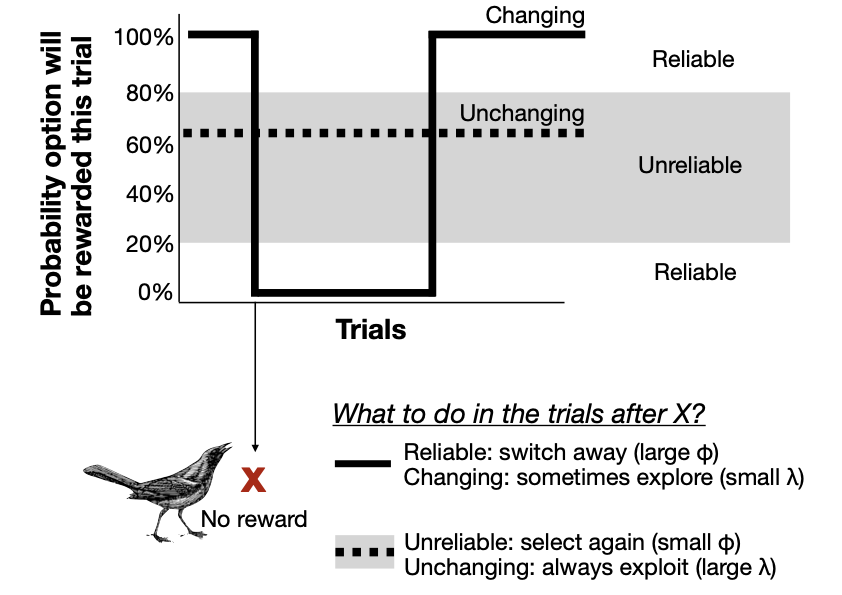 Changing
Probability option will
be rewarded this trial
100%
80%
60%
40%
20%
0%
Reliable
Unchanging
Unreliable
Reliable
Trials
X
No reward
What to do in the trials after X?
Reliable: switch away (large ϕ)
Changing: sometimes explore (small λ)
Unreliable: select again (small ϕ)
Unchanging: always exploit (large λ)